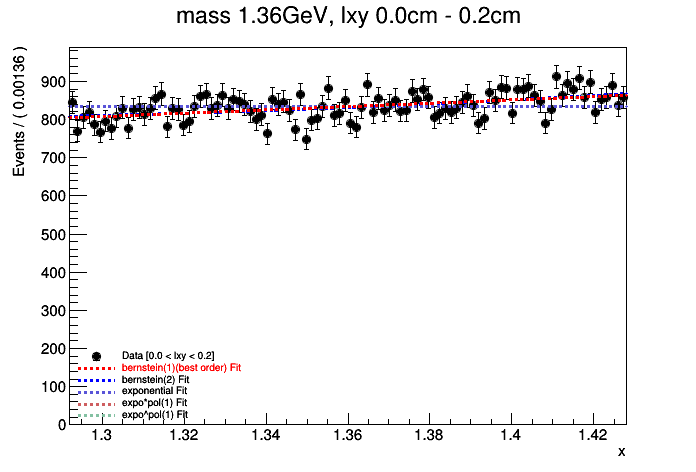 mass 1.36GeV, lxy 0.0cm - 0.2cm
Events / ( 0.00136 )
900
800
700
600
500
400
300
200
100
0
Data [0.0 < lxy < 0.2]
bernstein(1)(best order) Fit
bernstein(2) Fit
exponential Fit
expo*pol(1) Fit
expo^pol(1) Fit
1.3 1.32 1.34 1.36 1.38 1.4 1.42
x